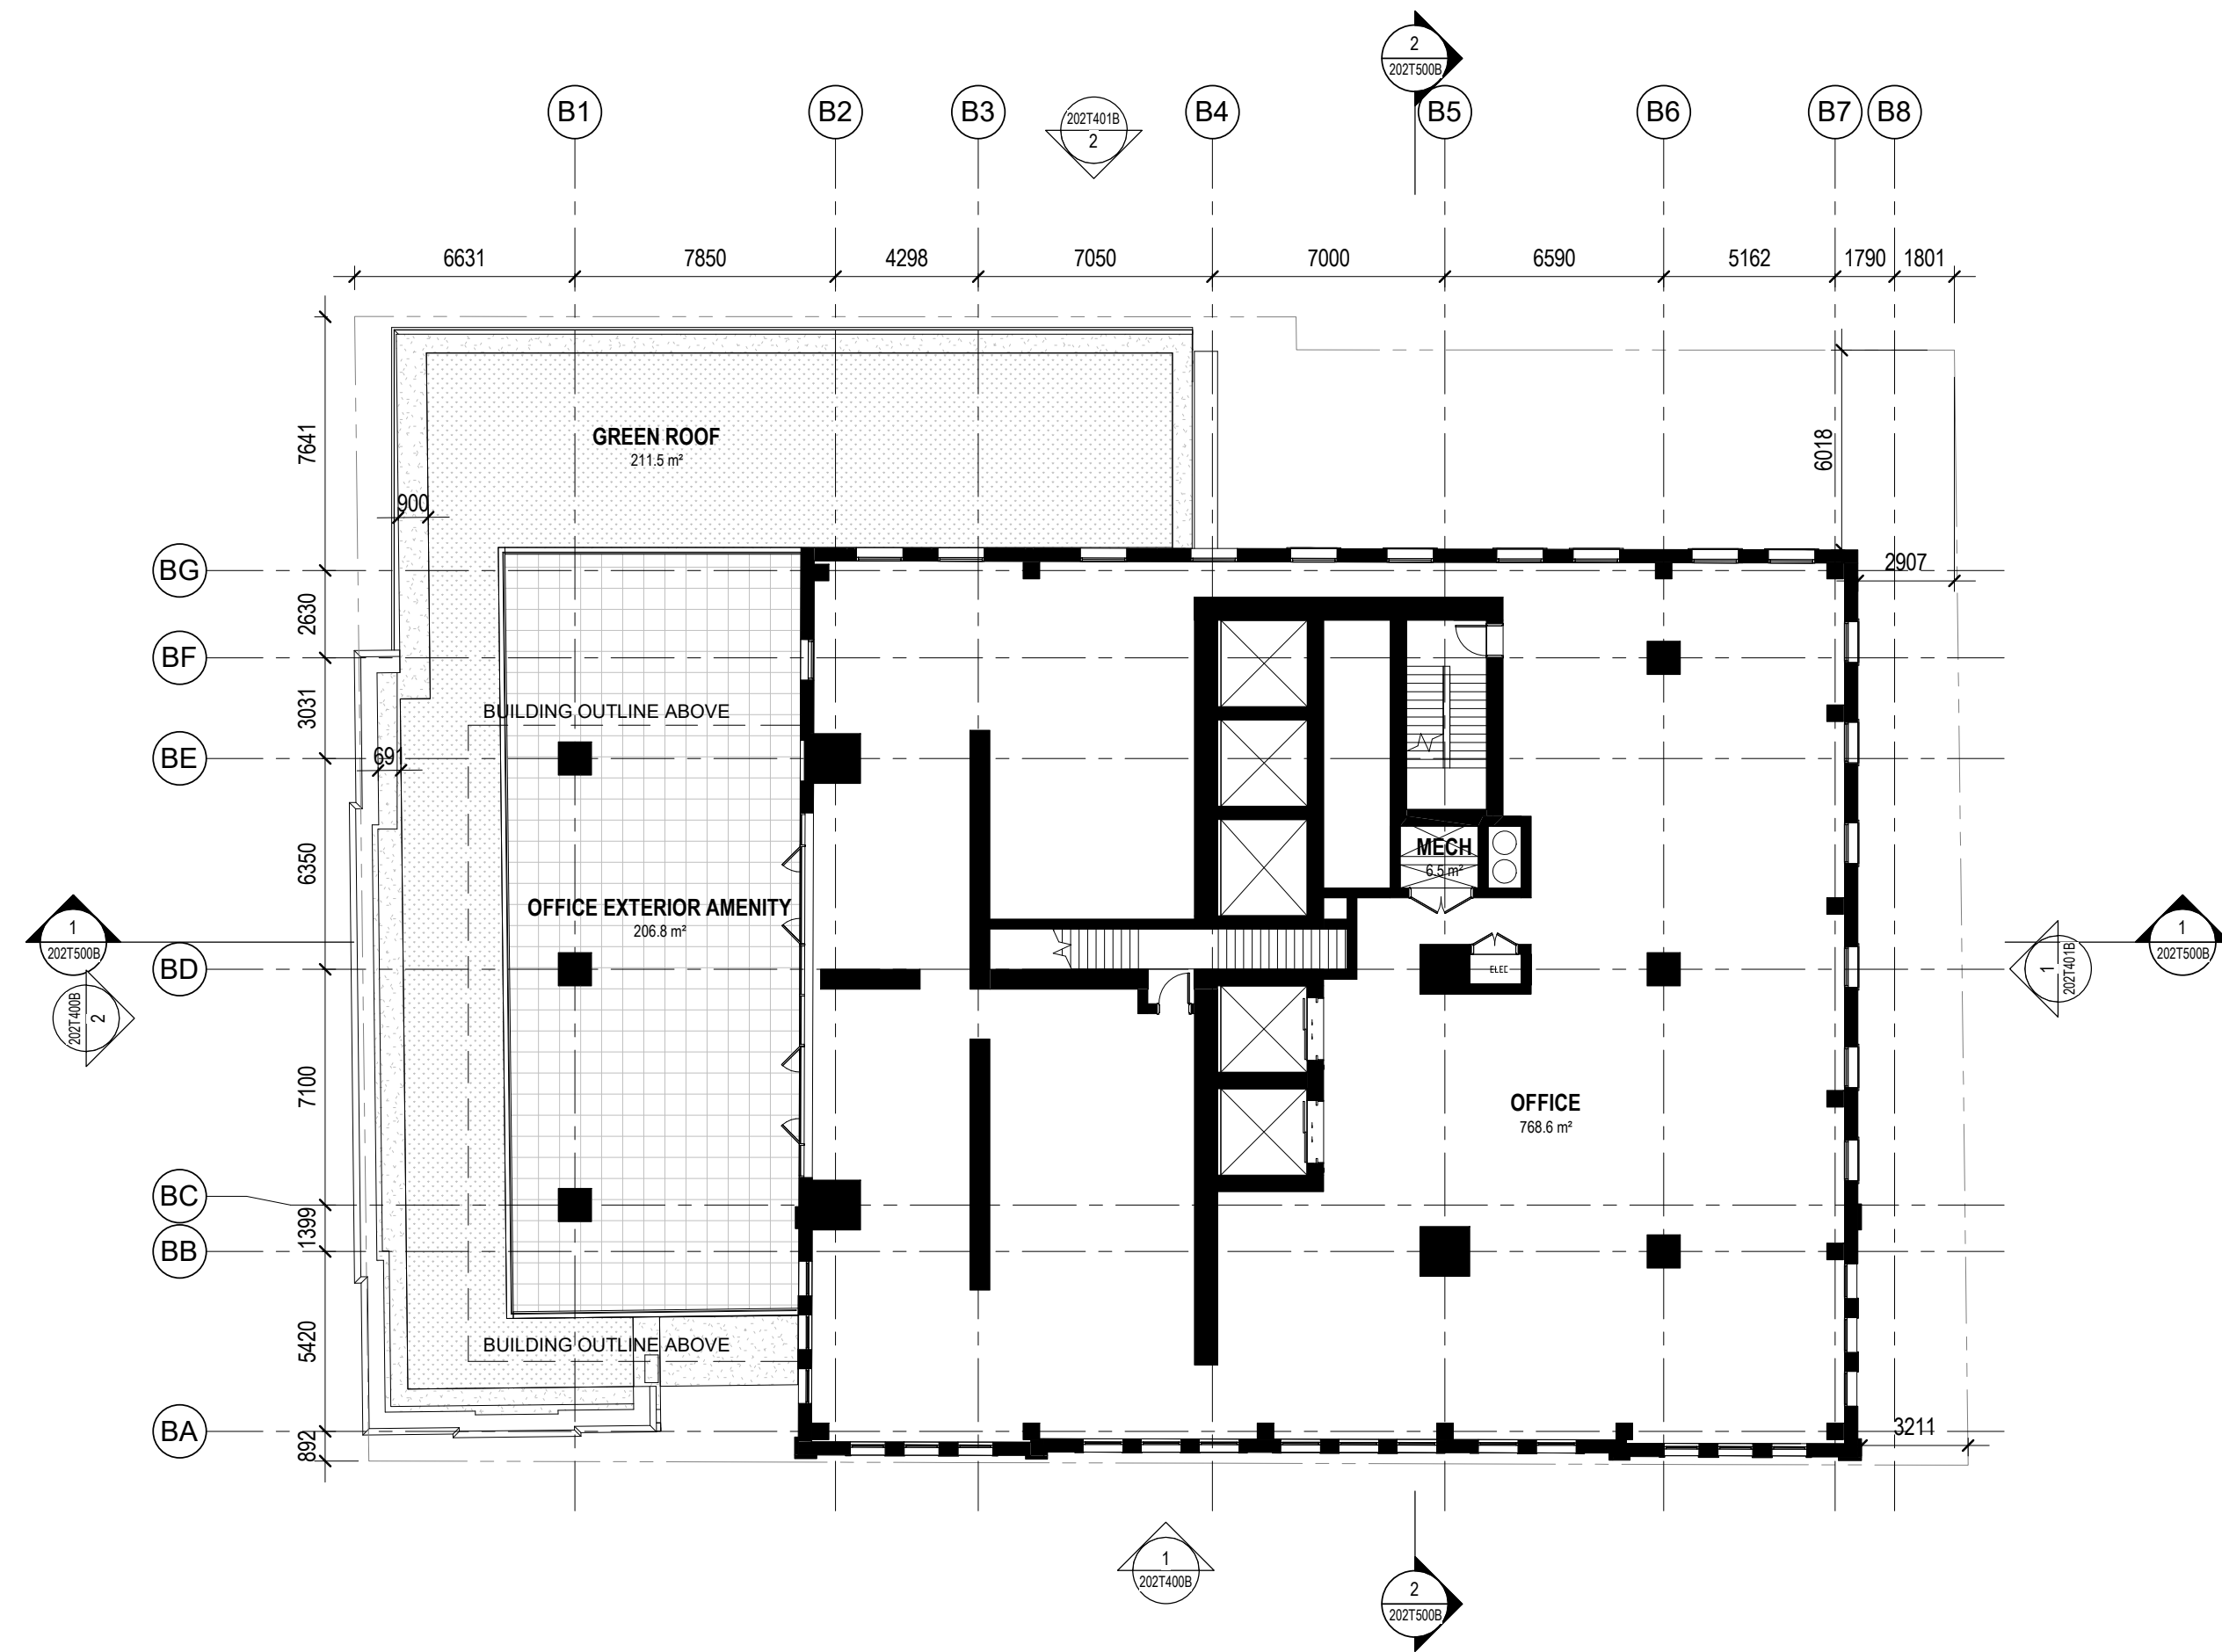 2
202T500B
B1
B2
B3
202T401B
2
B4
B5
B6
B7
B8
6631
7850
4298
7050
7000
6590
5162
1790
1801
7641
GREEN ROOF
211.5 m²
6018
900
BG
2907
2630
BF
3031
BUILDING OUTLINE ABOVE
BE
691
6350
MECH
6.5 m²
OFFICE EXTERIOR AMENITY
206.8 m²
1
202T500B
1
202T401B
1
202T500B
BD
ELEC
202T400B
2
7100
OFFICE
768.6 m²
BC
1399
BB
5420
BUILDING OUTLINE ABOVE
BA
892
3211
1
202T400B
2
202T500B